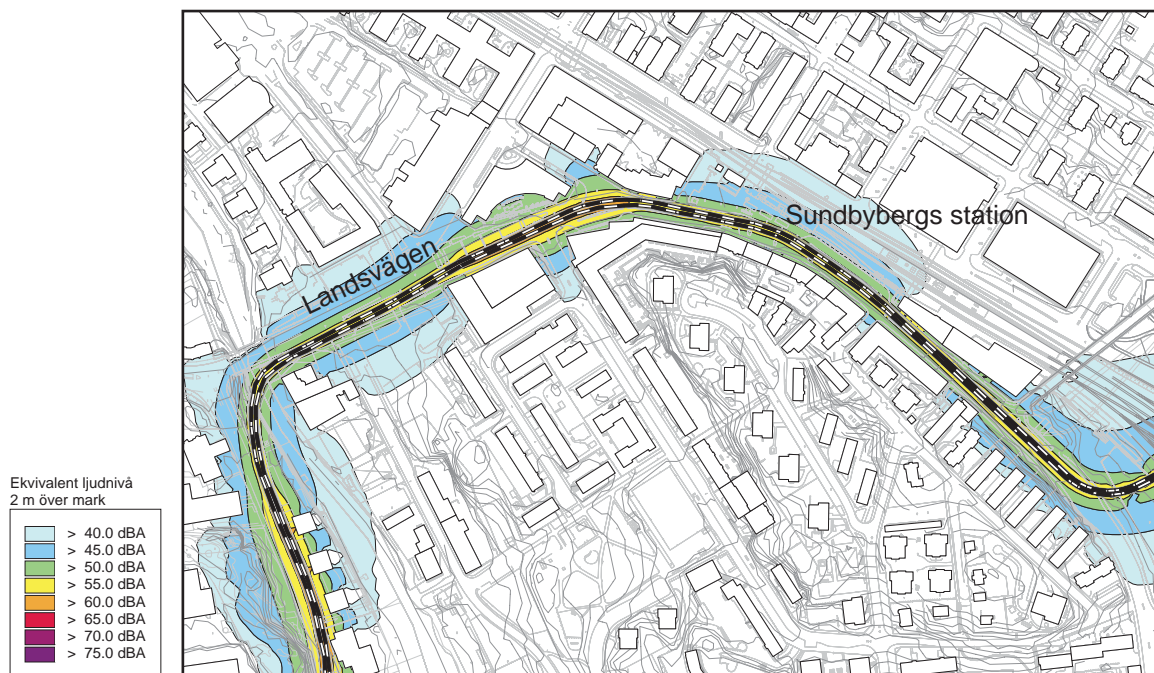 Sundbybergs station
Landsvägen
Ekvivalent ljudnivå
2 m över mark
> 40.0 dBA
> 45.0 dBA
> 50.0 dBA
> 55.0 dBA
> 60.0 dBA
> 65.0 dBA
> 70.0 dBA
> 75.0 dBA